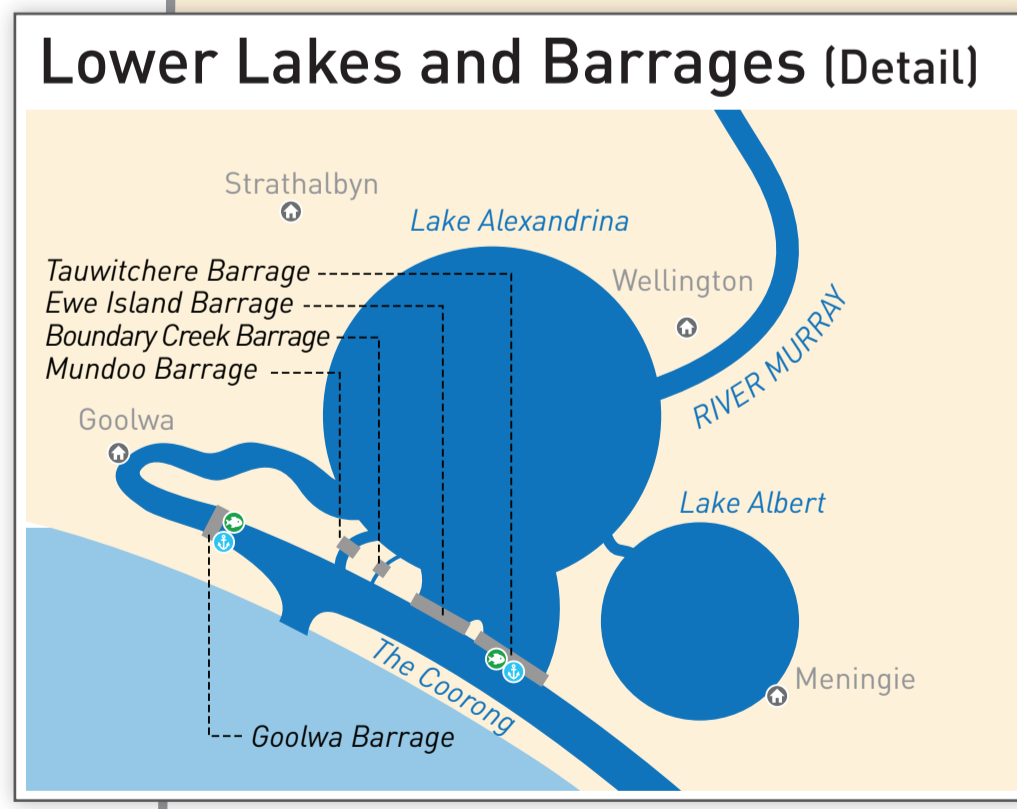 Lower Lakes and Barrages (Detail)
Strathalbyn
Lake Alexandrina
Tauwitchere Barrage
Wellington
Ewe Island Barrage
Boundary Creek Barrage
Mundoo Barrage
RIVER MURRAY
Goolwa
Lake Albert
The Coorong
Meningie
Goolwa Barrage